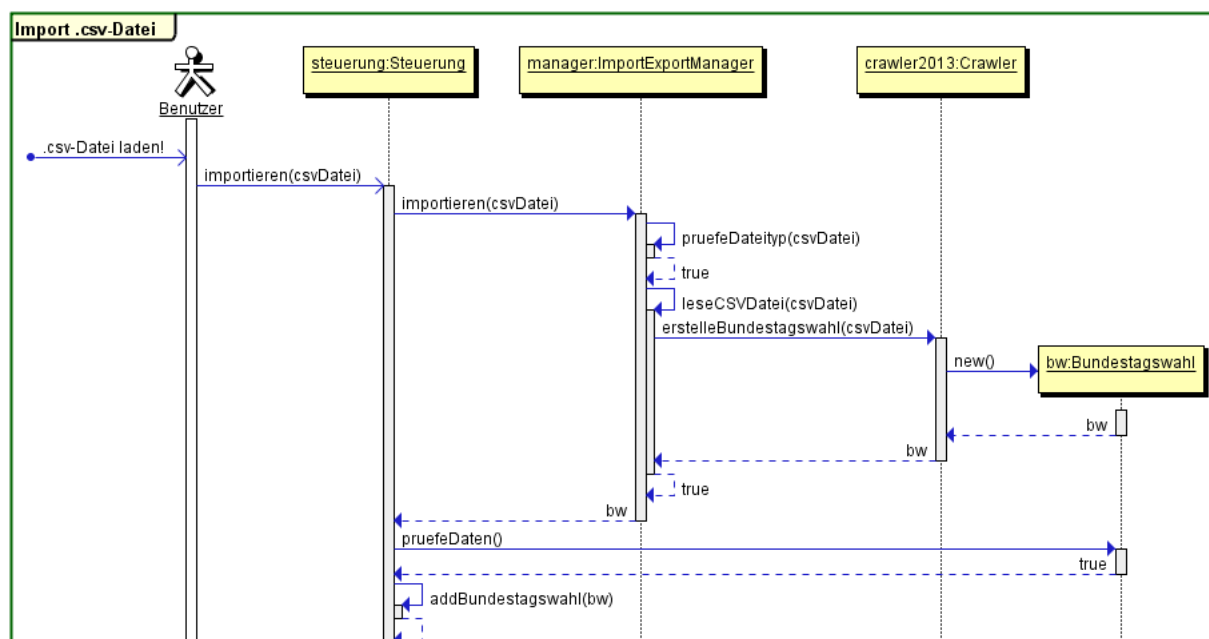 Import .csv-Datei
steuerung:Steuerung
manager:ImportExportManager
crawler2013:Crawler
Benutzer
.csv-Datei laden!
importieren(csvDatei)
importieren(csvDatei)
pruefeDateityp(csvDatei)
true
leseCSVDatei(csvDatei)
erstelleBundestagswahl(csvDatei)
new()
bw:Bundestagswahl
bw
bw
true
bw
pruefeDaten()
true
addBundestagswahl(bw)